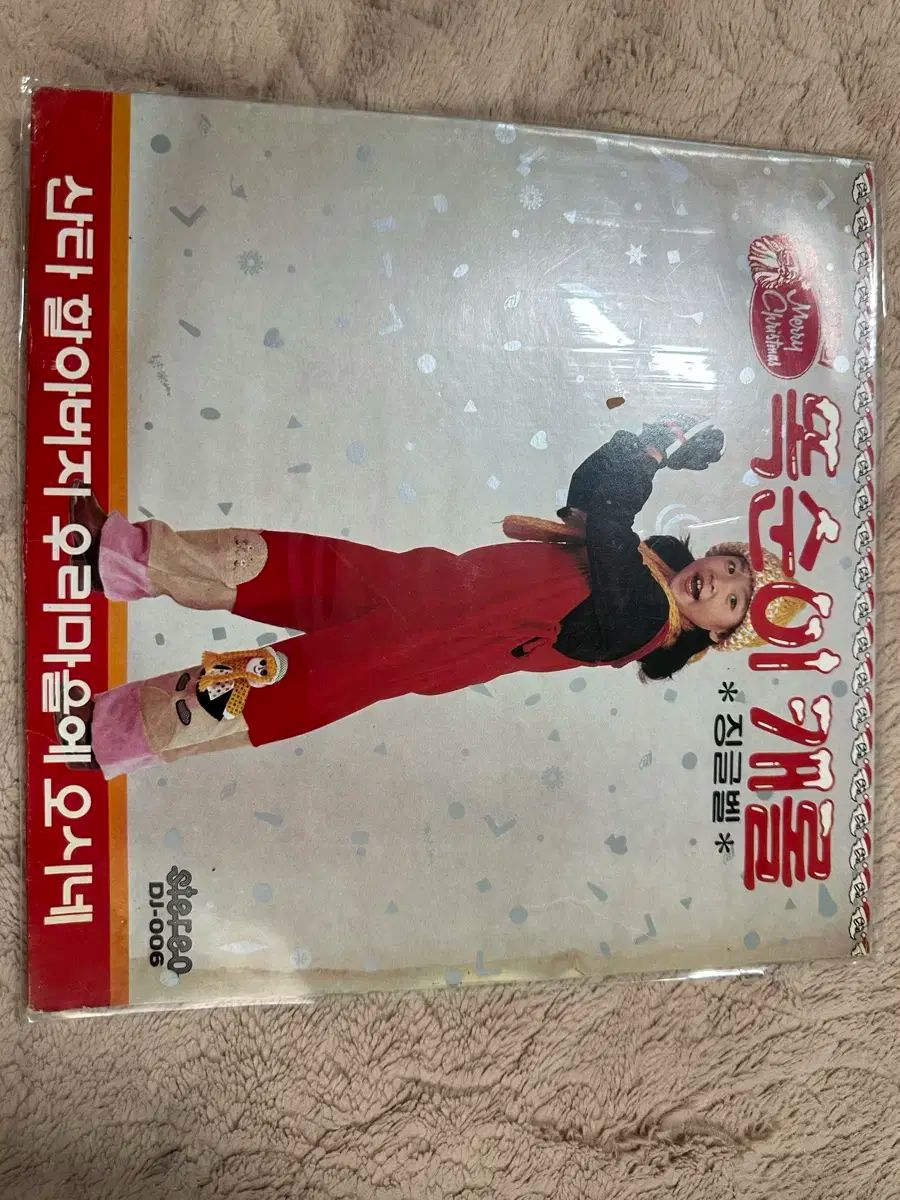 Merry
Christmas
똑순이 캐롤
* 징글벨 *
stereo
DJ-006
산타 할아버지 우리마을에 오시네